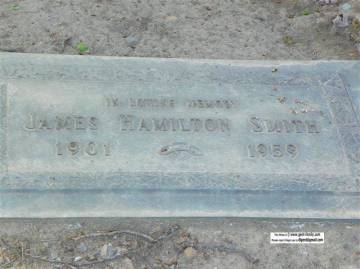 IN LOVING MEMORY
JAMES HAMILTON SMITH
1901 1959